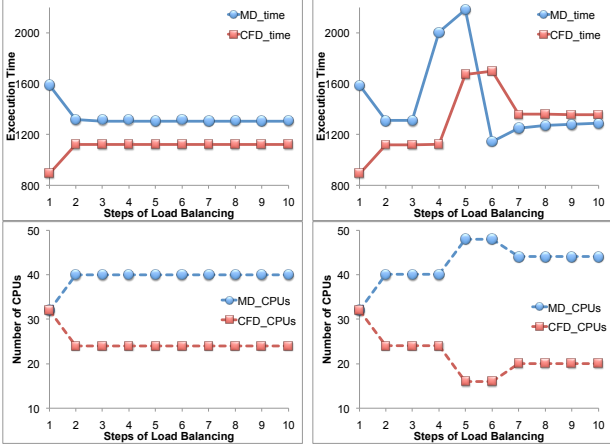 MD_time
CFD_time
Excecution Time
2000
1600
1200
800
1 2 3 4 5 6 7 8 9 10
Steps of Load Balancing
MD_time
CFD_time
Excecution Time
2000
1600
1200
800
1 2 3 4 5 6 7 8 9 10
Steps of Load Balancing
Number of CPUs
50
40
30
20
10
MD_CPUs
CFD_CPUs
1 2 3 4 5 6 7 8 9 10
Steps of Load Balancing
Number of CPUs
50
40
30
20
10
MD_CPUs
CFD_CPUs
1 2 3 4 5 6 7 8 9 10
Steps of Load Balancing